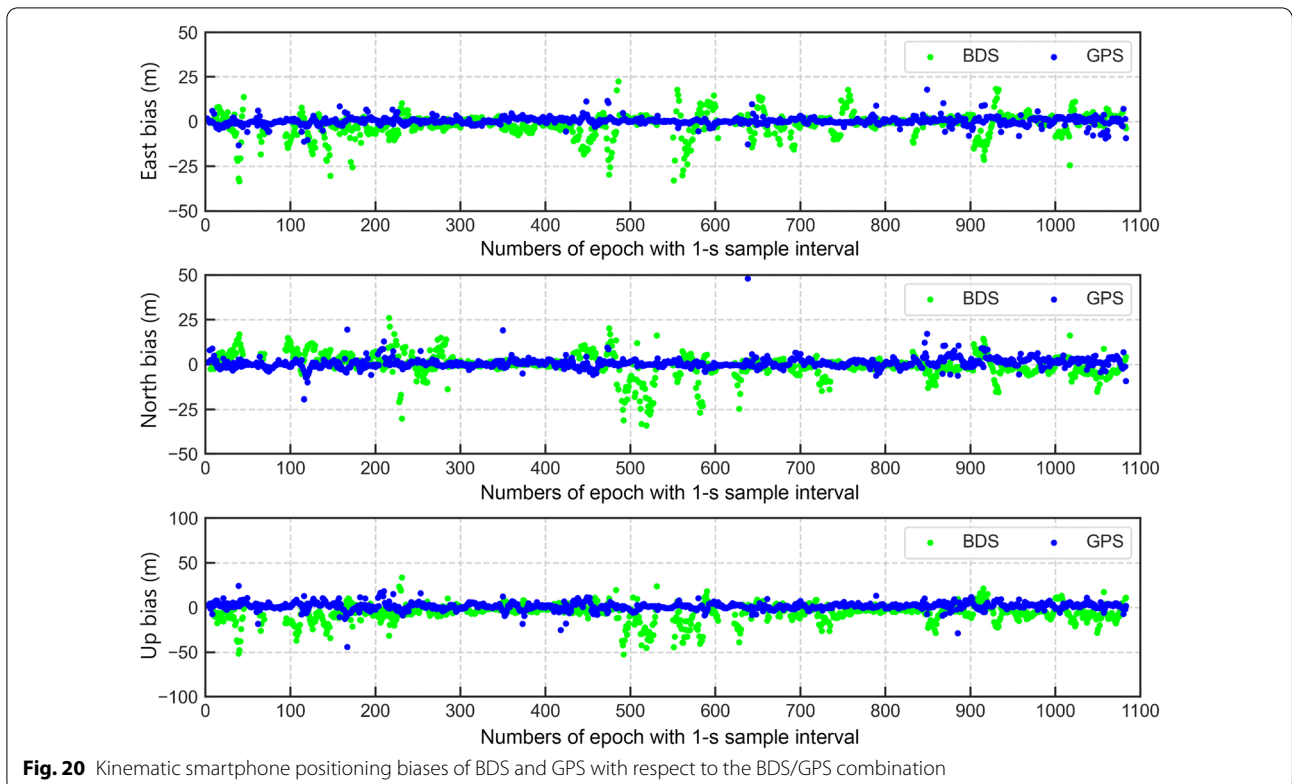 50
25
0
−25
−50
East bias (m)
BDS GPS
0 100 200 300 400 500 600 700 800 900 1000 1100
Numbers of epoch with 1-s sample interval
50
25
0
−25
−50
North bias (m)
BDS GPS
0 100 200 300 400 500 600 700 800 900 1000 1100
Numbers of epoch with 1-s sample interval
100
50
0
−50
−100
Up bias (m)
BDS GPS
0 100 200 300 400 500 600 700 800 900 1000 1100
Numbers of epoch with 1-s sample interval
Fig. 20 Kinematic smartphone positioning biases of BDS and GPS with respect to the BDS/GPS combination